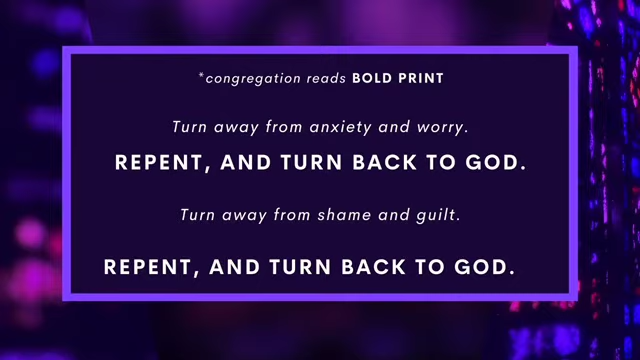 *congregation reads BOLD PRINT
Turn away from anxiety and worry.
REPENT, AND TURN BACK TO GOD.
Turn away from shame and guilt.
REPENT, AND TURN BACK TO GOD.